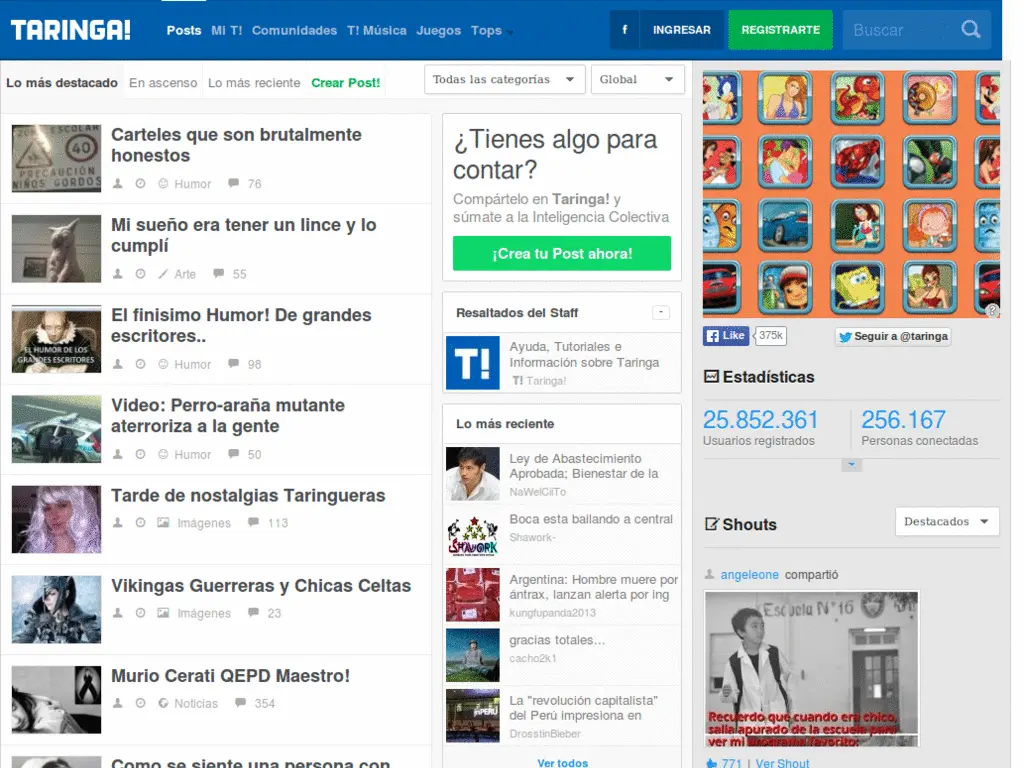 TARINGA!
Posts Mi T! Comunidades T! Música Juegos Tops
f INGRESAR REGISTRARTE Buscar
Lo más destacado En ascenso Lo más reciente Crear Post!
Todas las categorías Global
ZONA ESCOLAR
40
PRECAUCIÓN
NIÑOS GORDOS
Carteles que son brutalmente
honestos
Humor 76
Mi sueño era tener un lince y lo
cumplí
Arte 55
EL HUMOR DE LOS
GRANDES ESCRITORES
El finisimo Humor! De grandes
escritores..
Humor 98
Video: Perro-araña mutante
aterroriza a la gente
Humor 50
Tarde de nostalgias Taringueras
Imágenes 113
Vikingas Guerreras y Chicas Celtas
Imágenes 23
Murio Cerati QEPD Maestro!
Noticias 354
Como se siente una persona con
¿Tienes algo para
contar?
Compártelo en Taringa! y
súmate a la Inteligencia Colectiva
¡Crea tu Post ahora!
Resaltados del Staff -
T!
Ayuda, Tutoriales e
Información sobre Taringa
T! Taringa!
Lo más reciente
Ley de Abastecimiento
Aprobada; Bienestar de la
NaWelCiiTo
SHAWORK
Boca esta bailando a central
Shawork-
Argentina: Hombre muere por
ántrax, lanzan alerta por ing
kungfupanda2013
gracias totales...
cacho2k1
INPERÚ
La "revolución capitalista"
del Perú impresiona en
DrosstinBieber
Ver todos
Like 375k
Seguir a @taringa
Estadísticas
25.852.361 256.167
Usuarios registrados Personas conectadas
Shouts Destacados
angeleone compartió
Escuela N°16
Recuerdo que cuando era chico,
salía apurado de la escuela para
ver mi programa favorito:
771 | Ver Shout